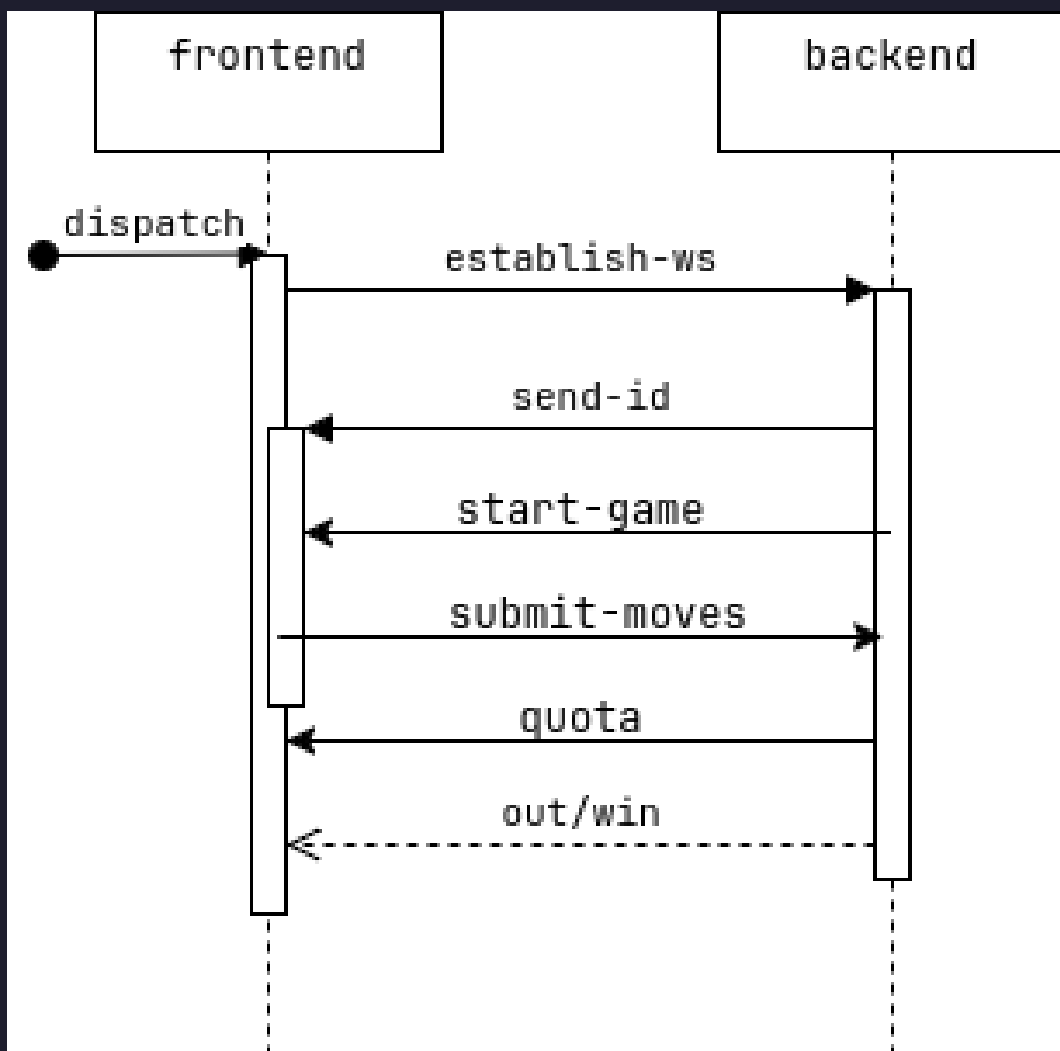 frontend
backend
dispatch
establish-ws
send-id
start-game
submit-moves
quota
out/win